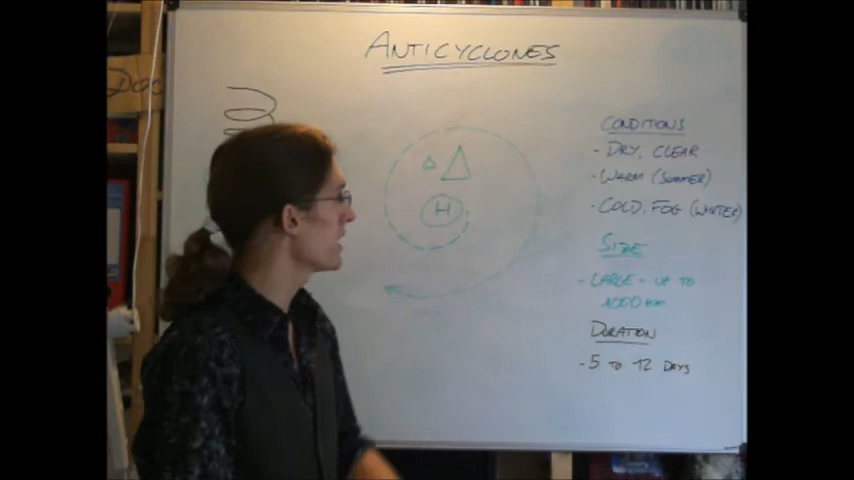 ANTICYCLONES
H
CONDITIONS
- DRY, CLEAR
- WARM (SUMMER)
- COLD, FOG (WINTER)
SIZE
- LARGE - UP TO
1000 km
DURATION
- 5 TO 12 DAYS